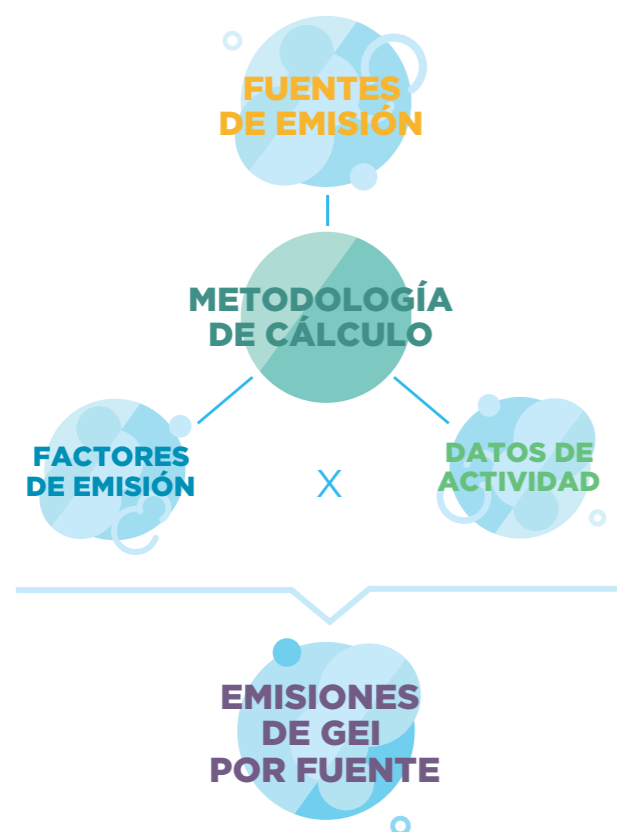 FUENTES
DE EMISIÓN
METODOLOGÍA
DE CÁLCULO
FACTORES
DE EMISIÓN
X
DATOS DE
ACTIVIDAD
EMISIONES
DE GEI
POR FUENTE